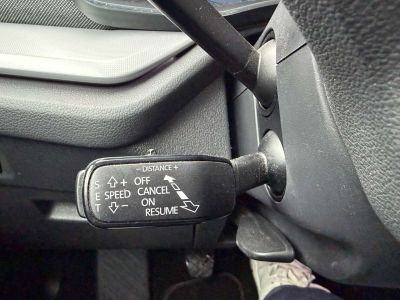 - DISTANCE +
S + OFF
E SPEED CANCEL
T - ON
RESUME